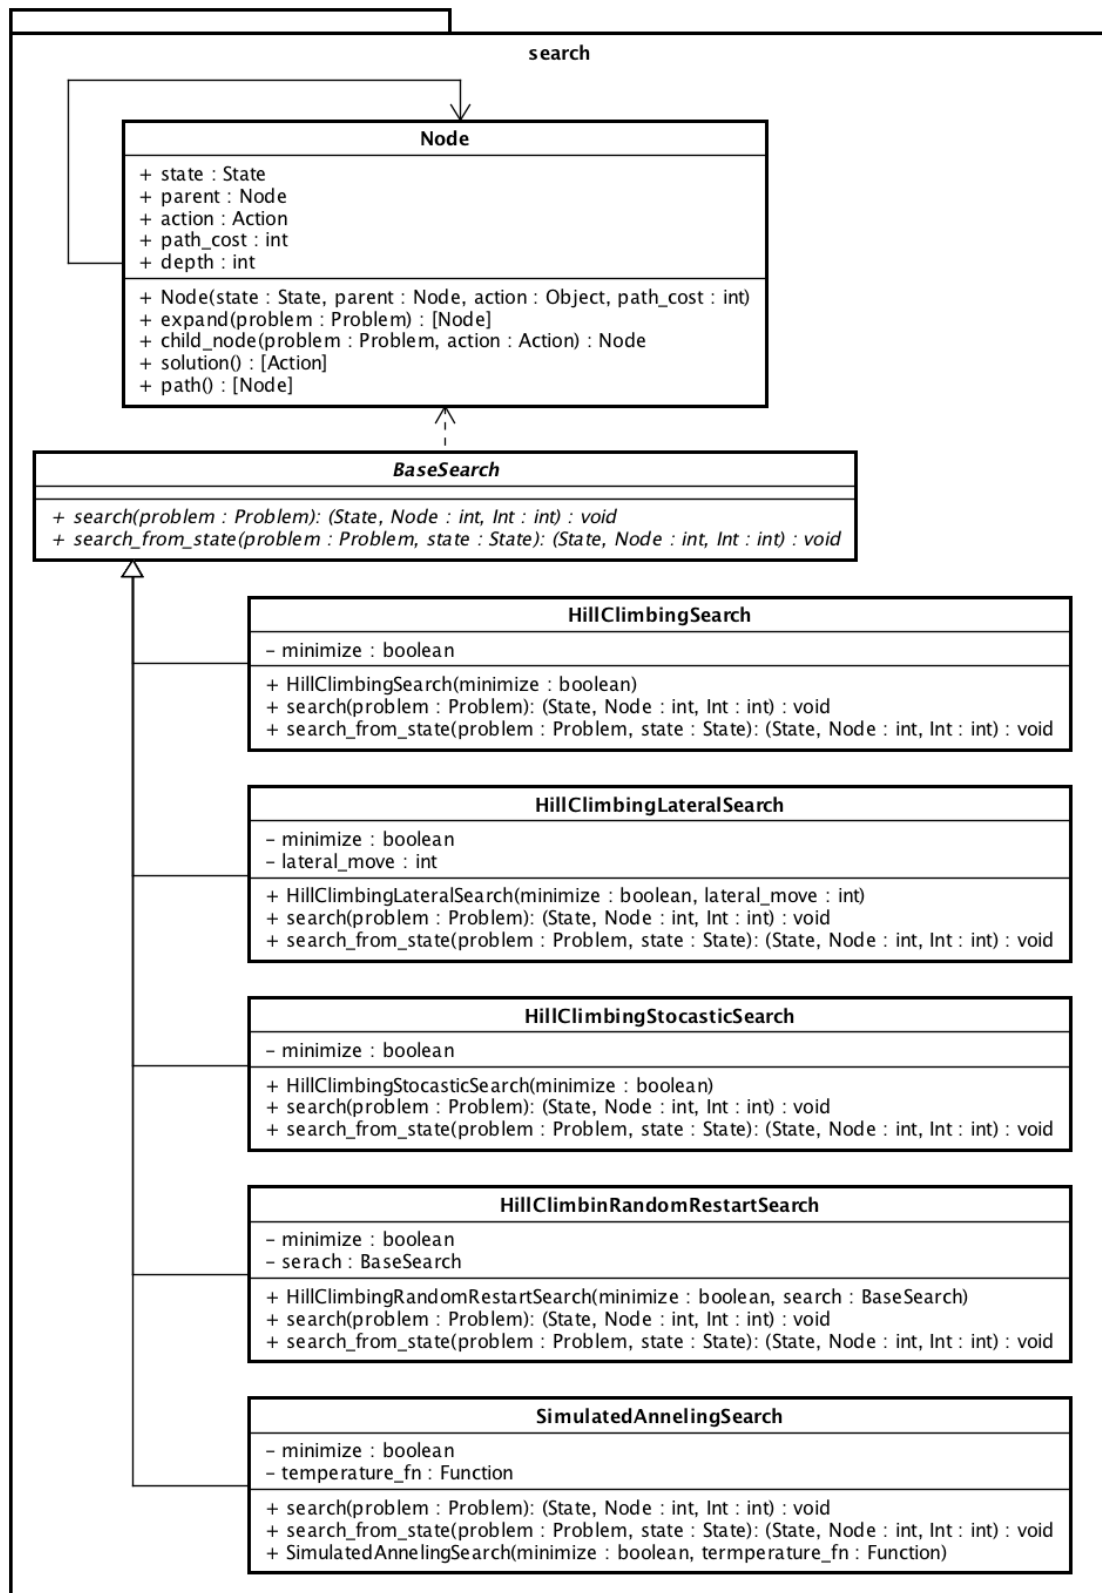 search
Node
+ state : State
+ parent : Node
+ action : Action
+ path_cost : int
+ depth : int
+ Node(state : State, parent : Node, action : Object, path_cost : int)
+ expand(problem : Problem) : [Node]
+ child_node(problem : Problem, action : Action) : Node
+ solution() : [Action]
+ path() : [Node]
BaseSearch
+ search(problem : Problem): (State, Node : int, Int : int) : void
+ search_from_state(problem : Problem, state : State): (State, Node : int, Int : int) : void
HillClimbingSearch
– minimize : boolean
+ HillClimbingSearch(minimize : boolean)
+ search(problem : Problem): (State, Node : int, Int : int) : void
+ search_from_state(problem : Problem, state : State): (State, Node : int, Int : int) : void
HillClimbingLateralSearch
– minimize : boolean
– lateral_move : int
+ HillClimbingLateralSearch(minimize : boolean, lateral_move : int)
+ search(problem : Problem): (State, Node : int, Int : int) : void
+ search_from_state(problem : Problem, state : State): (State, Node : int, Int : int) : void
HillClimbingStocasticSearch
– minimize : boolean
+ HillClimbingStocasticSearch(minimize : boolean)
+ search(problem : Problem): (State, Node : int, Int : int) : void
+ search_from_state(problem : Problem, state : State): (State, Node : int, Int : int) : void
HillClimbinRandomRestartSearch
– minimize : boolean
– serach : BaseSearch
+ HillClimbingRandomRestartSearch(minimize : boolean, search : BaseSearch)
+ search(problem : Problem): (State, Node : int, Int : int) : void
+ search_from_state(problem : Problem, state : State): (State, Node : int, Int : int) : void
SimulatedAnnelingSearch
– minimize : boolean
– temperature_fn : Function
+ search(problem : Problem): (State, Node : int, Int : int) : void
+ search_from_state(problem : Problem, state : State): (State, Node : int, Int : int) : void
+ SimulatedAnnelingSearch(minimize : boolean, termperature_fn : Function)